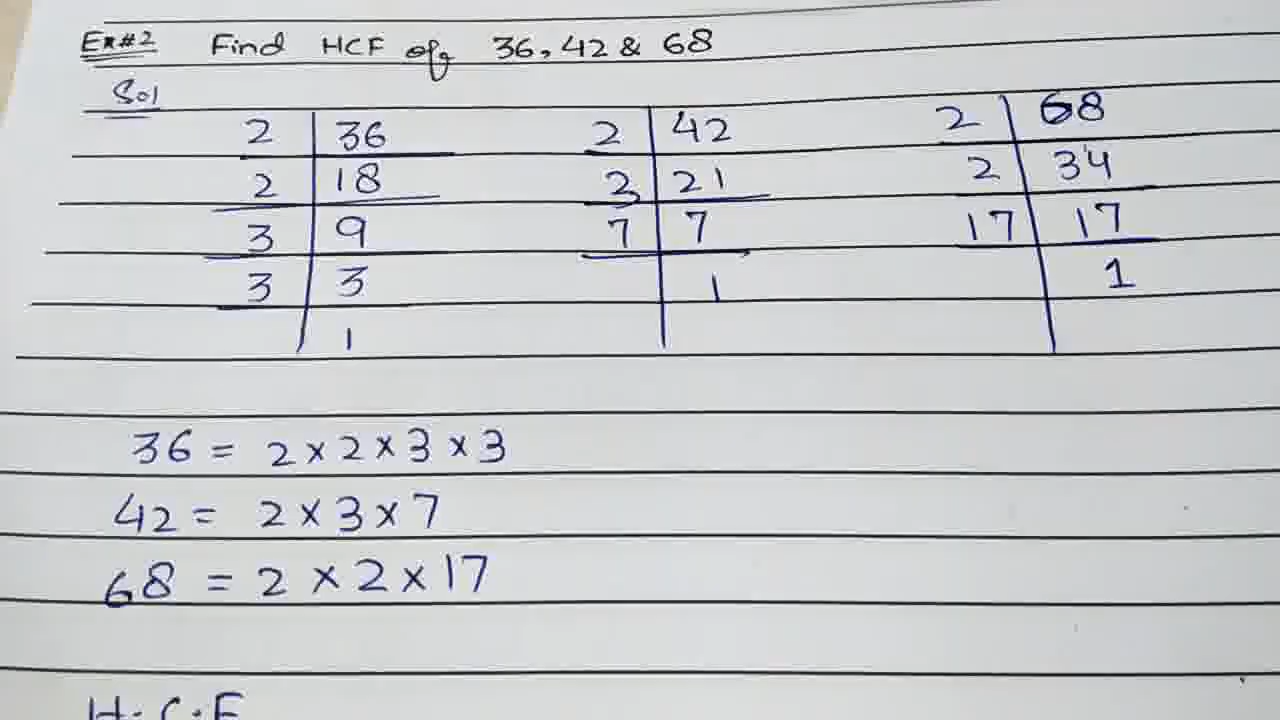 Ex#2 Find HCF of 36, 42 & 68
Sol
2 | 36 2 | 42 2 | 68
2 | 18 3 | 21 2 | 34
3 | 9 7 | 7 17 | 17
3 | 3 1 1
1
36 = 2 × 2 × 3 × 3
42 = 2 × 3 × 7
68 = 2 × 2 × 17
H.C.F